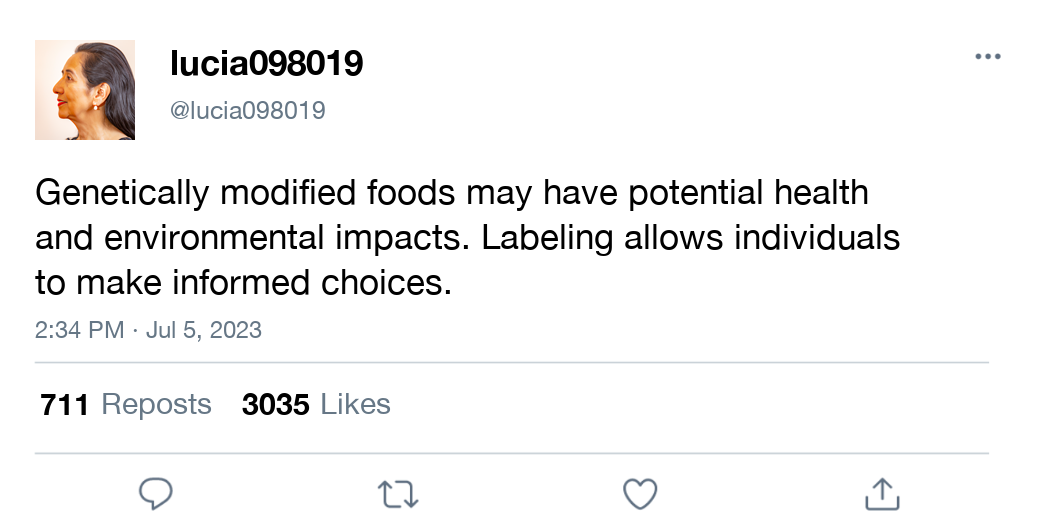 lucia098019
@lucia098019
Genetically modified foods may have potential health
and environmental impacts. Labeling allows individuals
to make informed choices.
2:34 PM · Jul 5, 2023
711 Reposts 3035 Likes